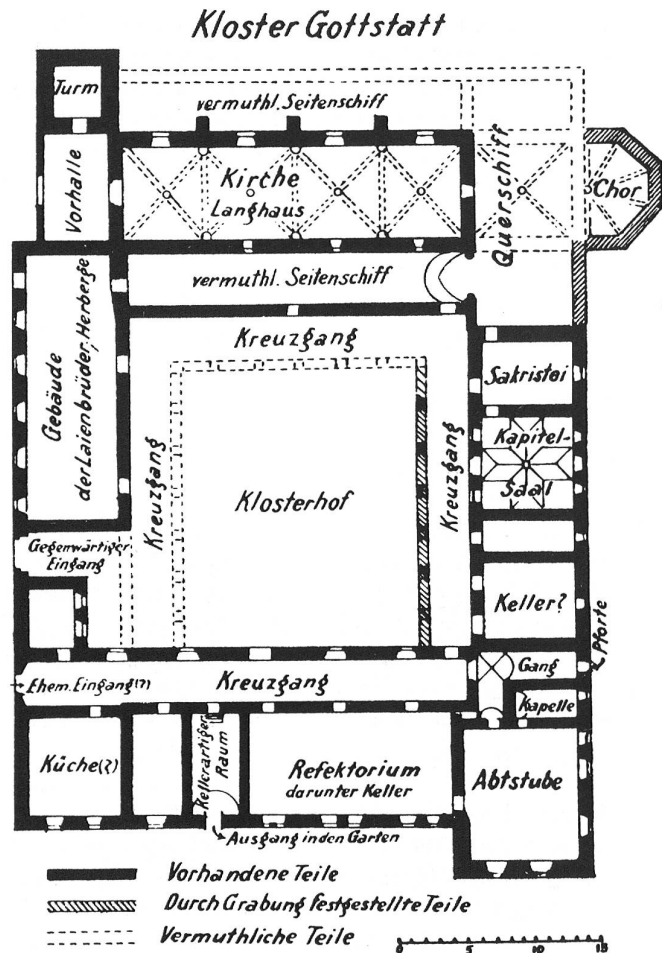 Kloster Gottstatt
Turm
vermuthl. Seitenschiff
Vorhalle
Kirche
Langhaus
Querschiff
Chor
vermuthl. Seitenschiff
Gebäude
der Laienbrüder, Herberge
Kreuzgang
Kreuzgang
Klosterhof
Kreuzgang
Sakristei
Kapitel-
Saal
Gegenwärtiger
Eingang
Keller?
Pforte
Ehem. Eingang (?)
Kreuzgang
Gang
Kapelle
Küche (?)
Kellerartiger
Raum
Refektorium
darunter Keller
Abtstube
Ausgang in den Garten
Vorhandene Teile
Durch Grabung festgestellte Teile
Vermuthliche Teile
0 5 10 15